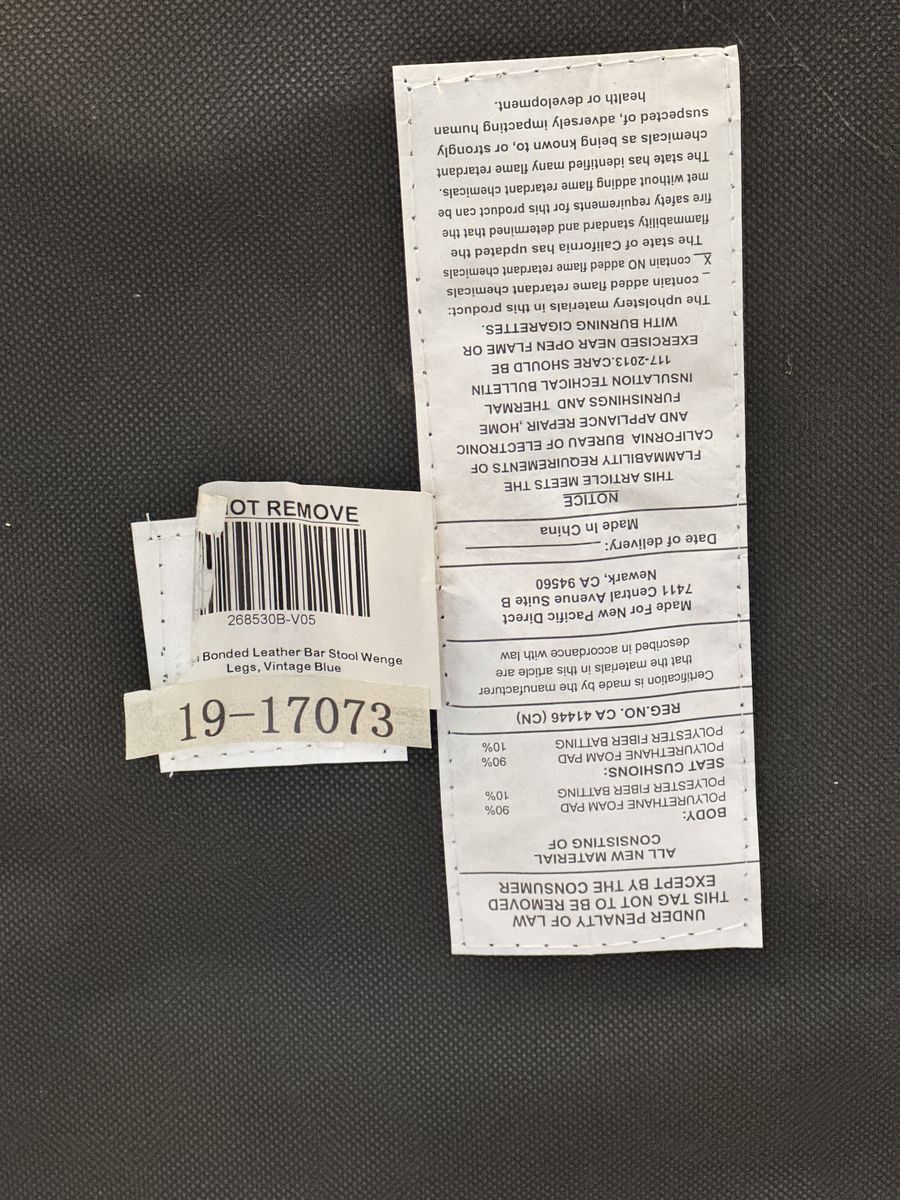 OT REMOVE
268530B-V05
Bonded Leather Bar Stool Wenge
Legs, Vintage Blue
19-17073
UNDER PENALTY OF LAW
THIS TAG NOT TO BE REMOVED
EXCEPT BY THE CONSUMER
ALL NEW MATERIAL
CONSISTING OF
BODY:
POLYURETHANE FOAM PAD 90%
POLYESTER FIBER BATTING 10%
SEAT CUSHIONS:
POLYURETHANE FOAM PAD 90%
POLYESTER FIBER BATTING 10%
REG.NO. CA 41446 (CN)
Certification is made by the manufacturer
that the materials in this article are
described in accordance with law
Made For New Pacific Direct
7411 Central Avenue Suite B
Newark, CA 94560
Date of delivery:
Made In China
NOTICE
THIS ARTICLE MEETS THE
FLAMMABILITY REQUIREMENTS OF
CALIFORNIA BUREAU OF ELECTRONIC
AND APPLIANCE REPAIR ,HOME
FURNISHINGS AND THERMAL
INSULATION TECHICAL BULLETIN
117-2013.CARE SHOULD BE
EXERCISED NEAR OPEN FLAME OR
WITH BURNING CIGARETTES.
The upholstery materials in this product:
_ contain added flame retardant chemicals
X contain NO added flame retardant chemicals
The state of California has updated the
flammability standard and determined that the
fire safety requirements for this product can be
met without adding flame retardant chemicals.
The state has identified many flame retardant
chemicals as being known to, or strongly
suspected of, adversely impacting human
health or development.